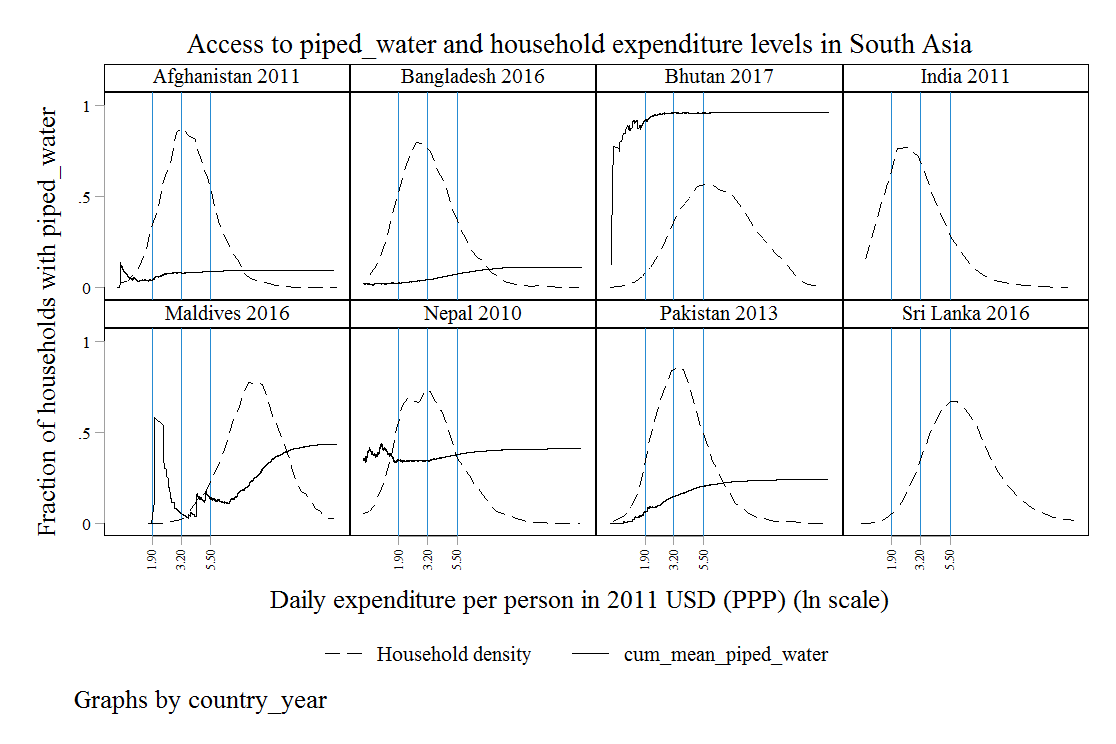 Access to piped_water and household expenditure levels in South Asia
Afghanistan 2011
Bangladesh 2016
Bhutan 2017
India 2011
1
.5
0
Maldives 2016
Nepal 2010
Pakistan 2013
Sri Lanka 2016
1
.5
0
Fraction of households with piped_water
1.90
3.20
5.50
1.90
3.20
5.50
1.90
3.20
5.50
1.90
3.20
5.50
Daily expenditure per person in 2011 USD (PPP) (ln scale)
Household density
cum_mean_piped_water
Graphs by country_year